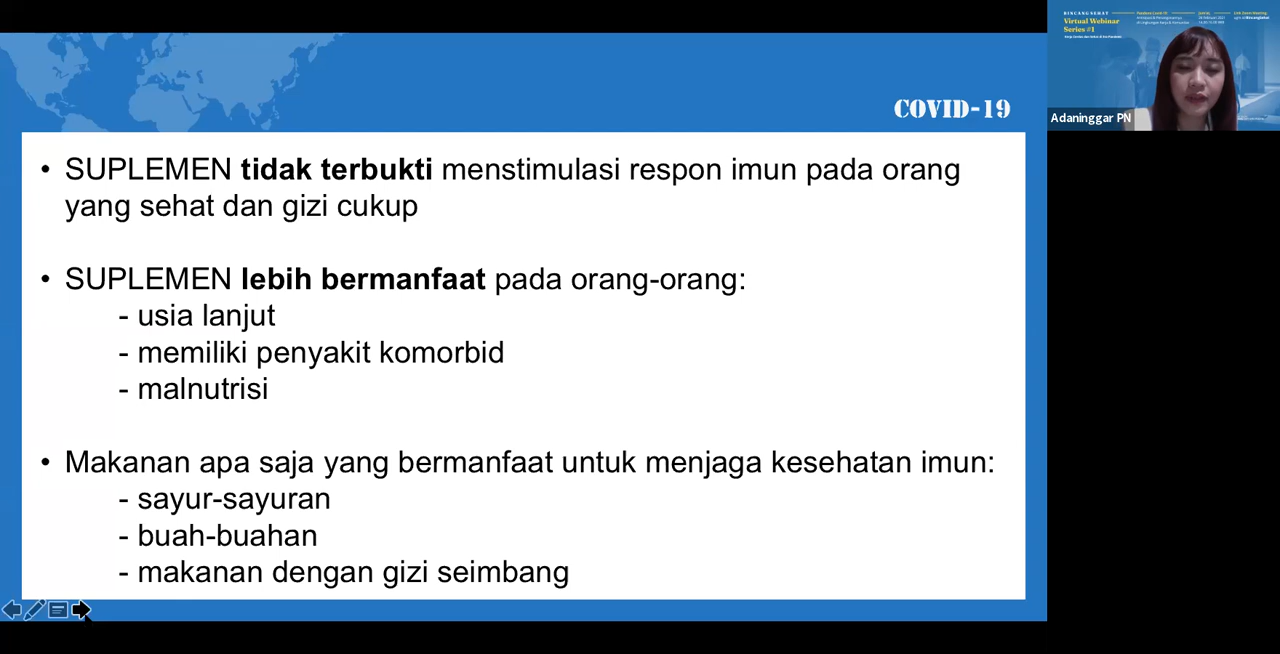 COVID-19
• SUPLEMEN tidak terbukti menstimulasi respon imun pada orang
yang sehat dan gizi cukup
• SUPLEMEN lebih bermanfaat pada orang-orang:
- usia lanjut
- memiliki penyakit komorbid
- malnutrisi
• Makanan apa saja yang bermanfaat untuk menjaga kesehatan imun:
- sayur-sayuran
- buah-buahan
- makanan dengan gizi seimbang
BINCANG SEHAT
Virtual Webinar
Series #1
Adaninggar PN